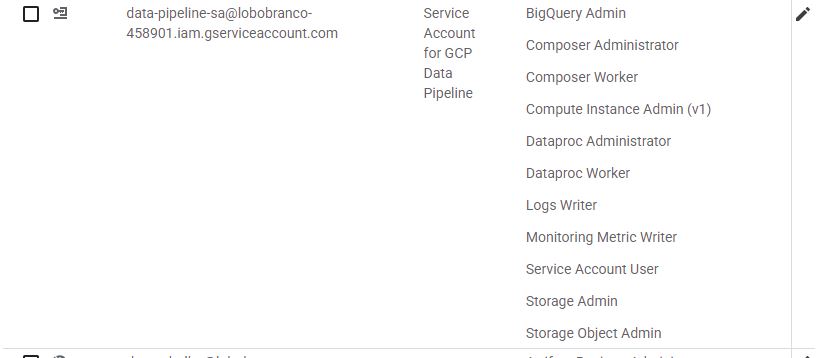 data-pipeline-sa@lobobranco-
458901.iam.gserviceaccount.com
Service
Account
for GCP
Data
Pipeline
BigQuery Admin
Composer Administrator
Composer Worker
Compute Instance Admin (v1)
Dataproc Administrator
Dataproc Worker
Logs Writer
Monitoring Metric Writer
Service Account User
Storage Admin
Storage Object Admin